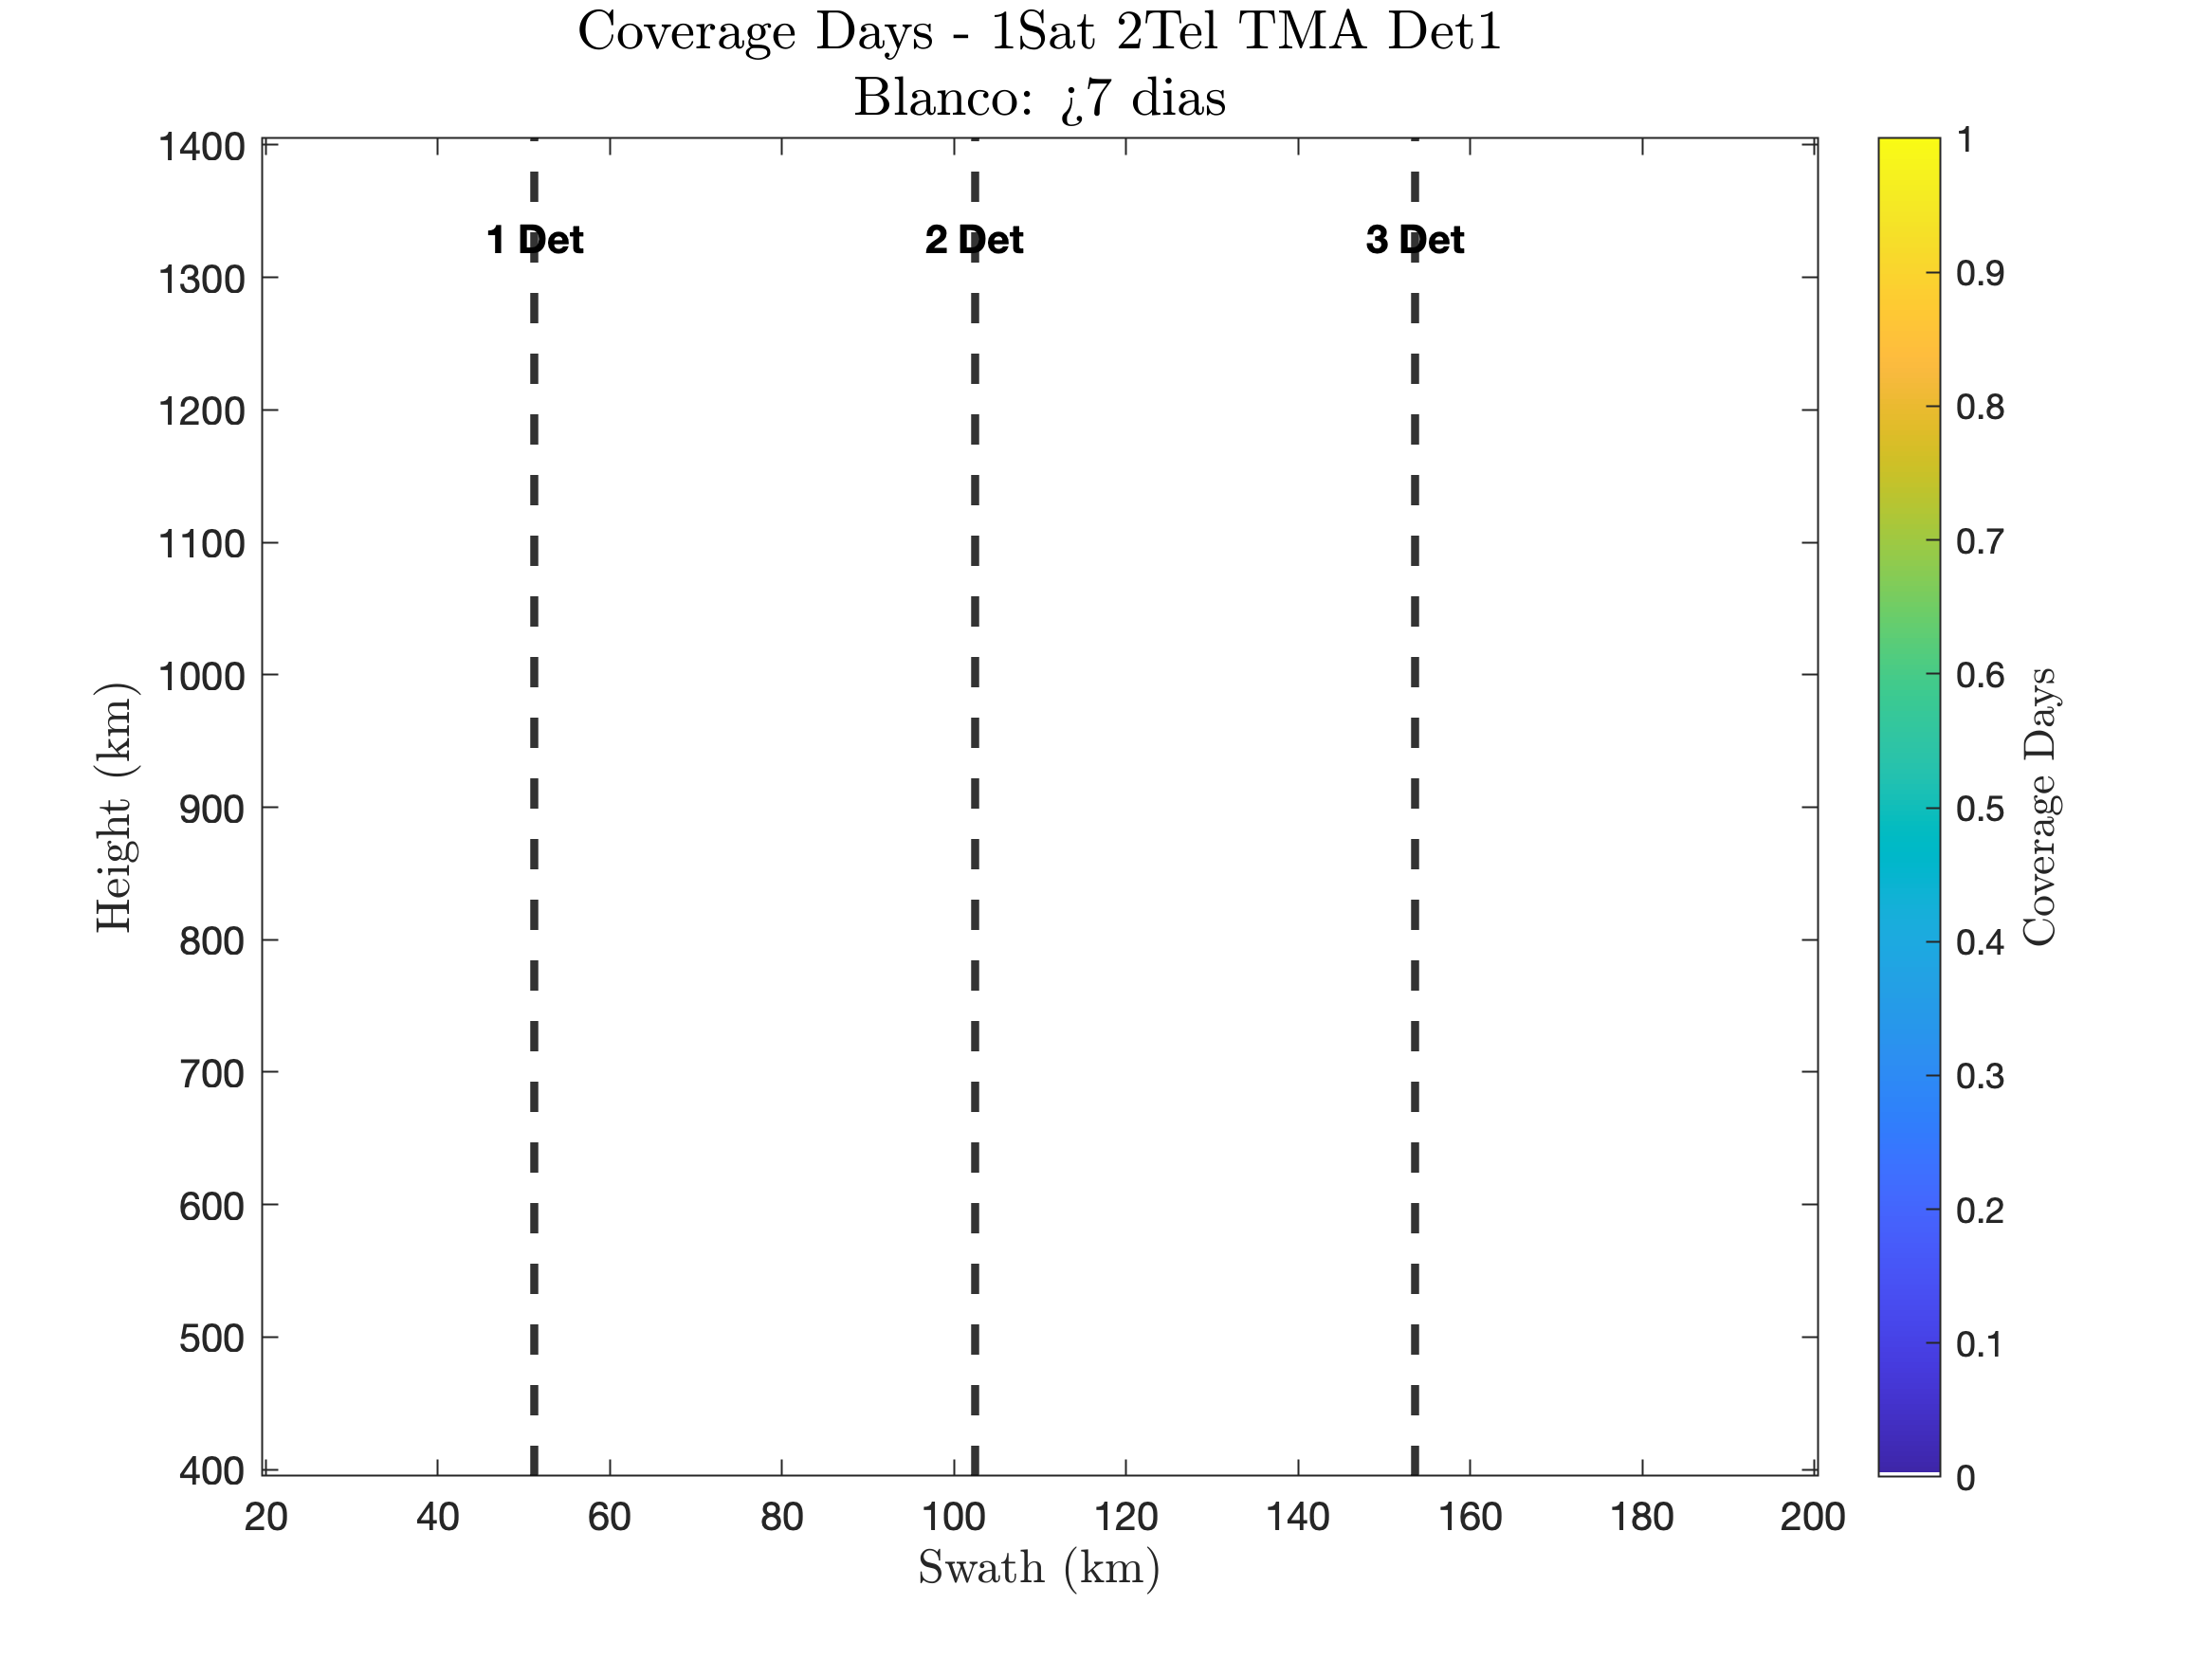 Coverage Days - 1Sat 2Tel TMA Det1
Blanco: ¿7 dias
1 Det
2 Det
3 Det
1400
1300
1200
1100
1000
900
800
700
600
500
400
Height (km)
20 40 60 80 100 120 140 160 180 200
Swath (km)
1
0.9
0.8
0.7
0.6
0.5
0.4
0.3
0.2
0.1
0
Coverage Days